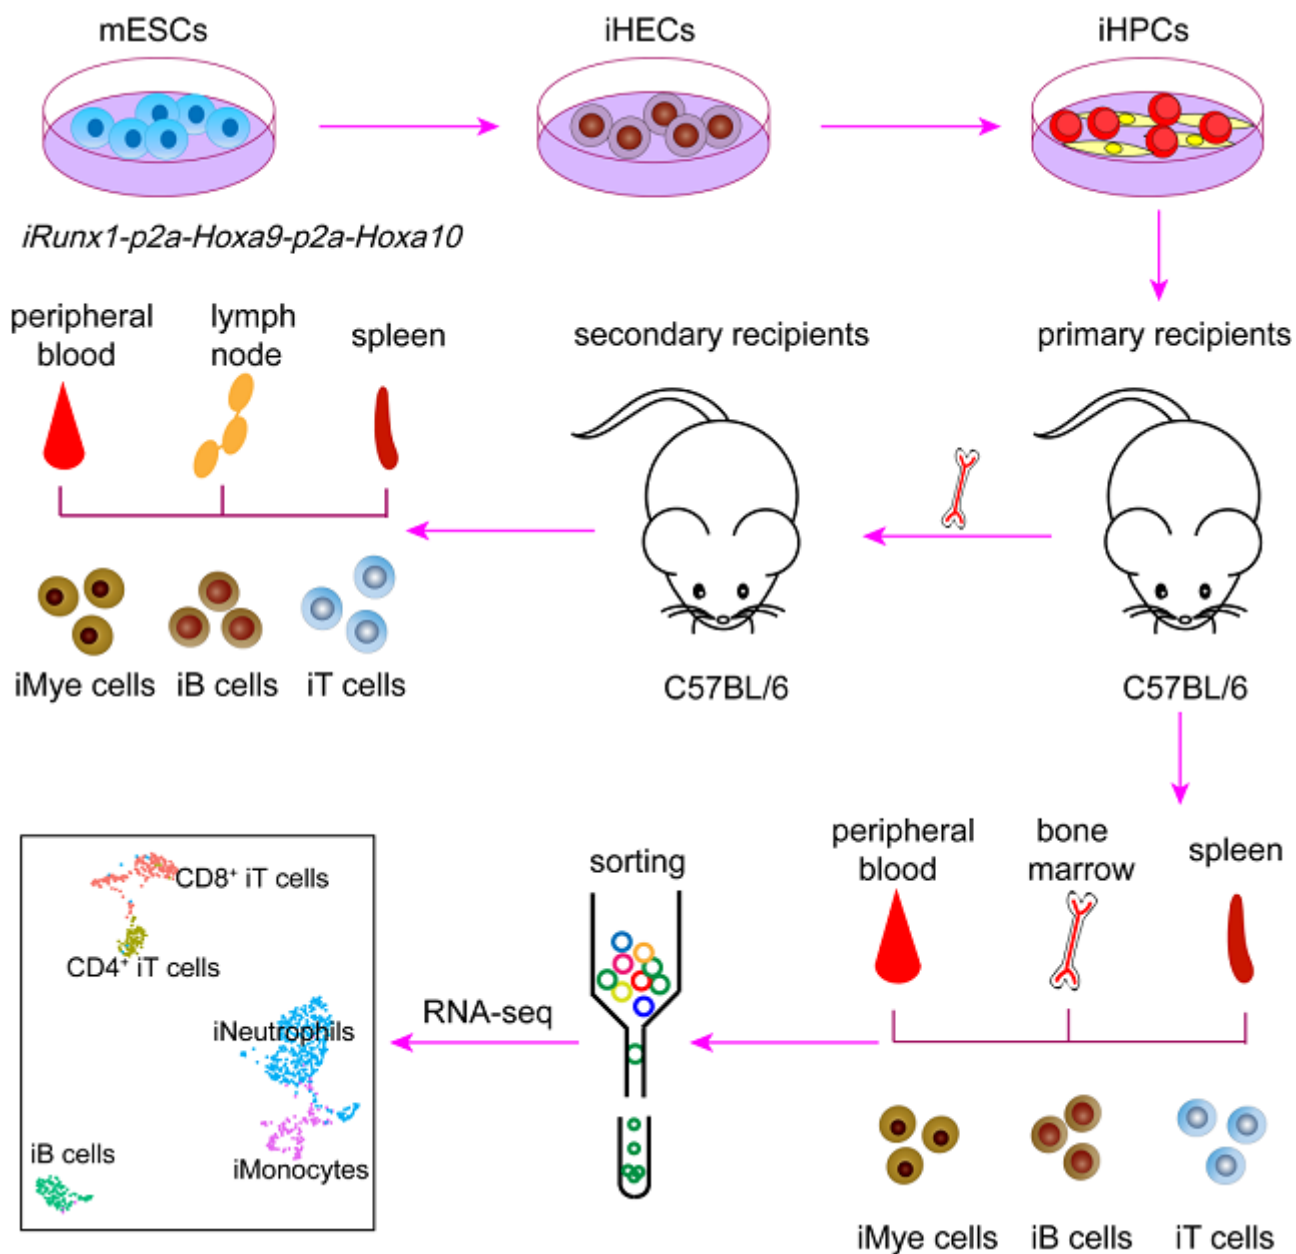 mESCs
iHECs
iHPCs
iRunx1-p2a-Hoxa9-p2a-Hoxa10
peripheral
blood
lymph
node
spleen
secondary recipients
primary recipients
iMye cells
iB cells
iT cells
C57BL/6
C57BL/6
peripheral
blood
bone
marrow
spleen
sorting
RNA-seq
CD8⁺ iT cells
CD4⁺ iT cells
iNeutrophils
iB cells
iMonocytes
iMye cells
iB cells
iT cells